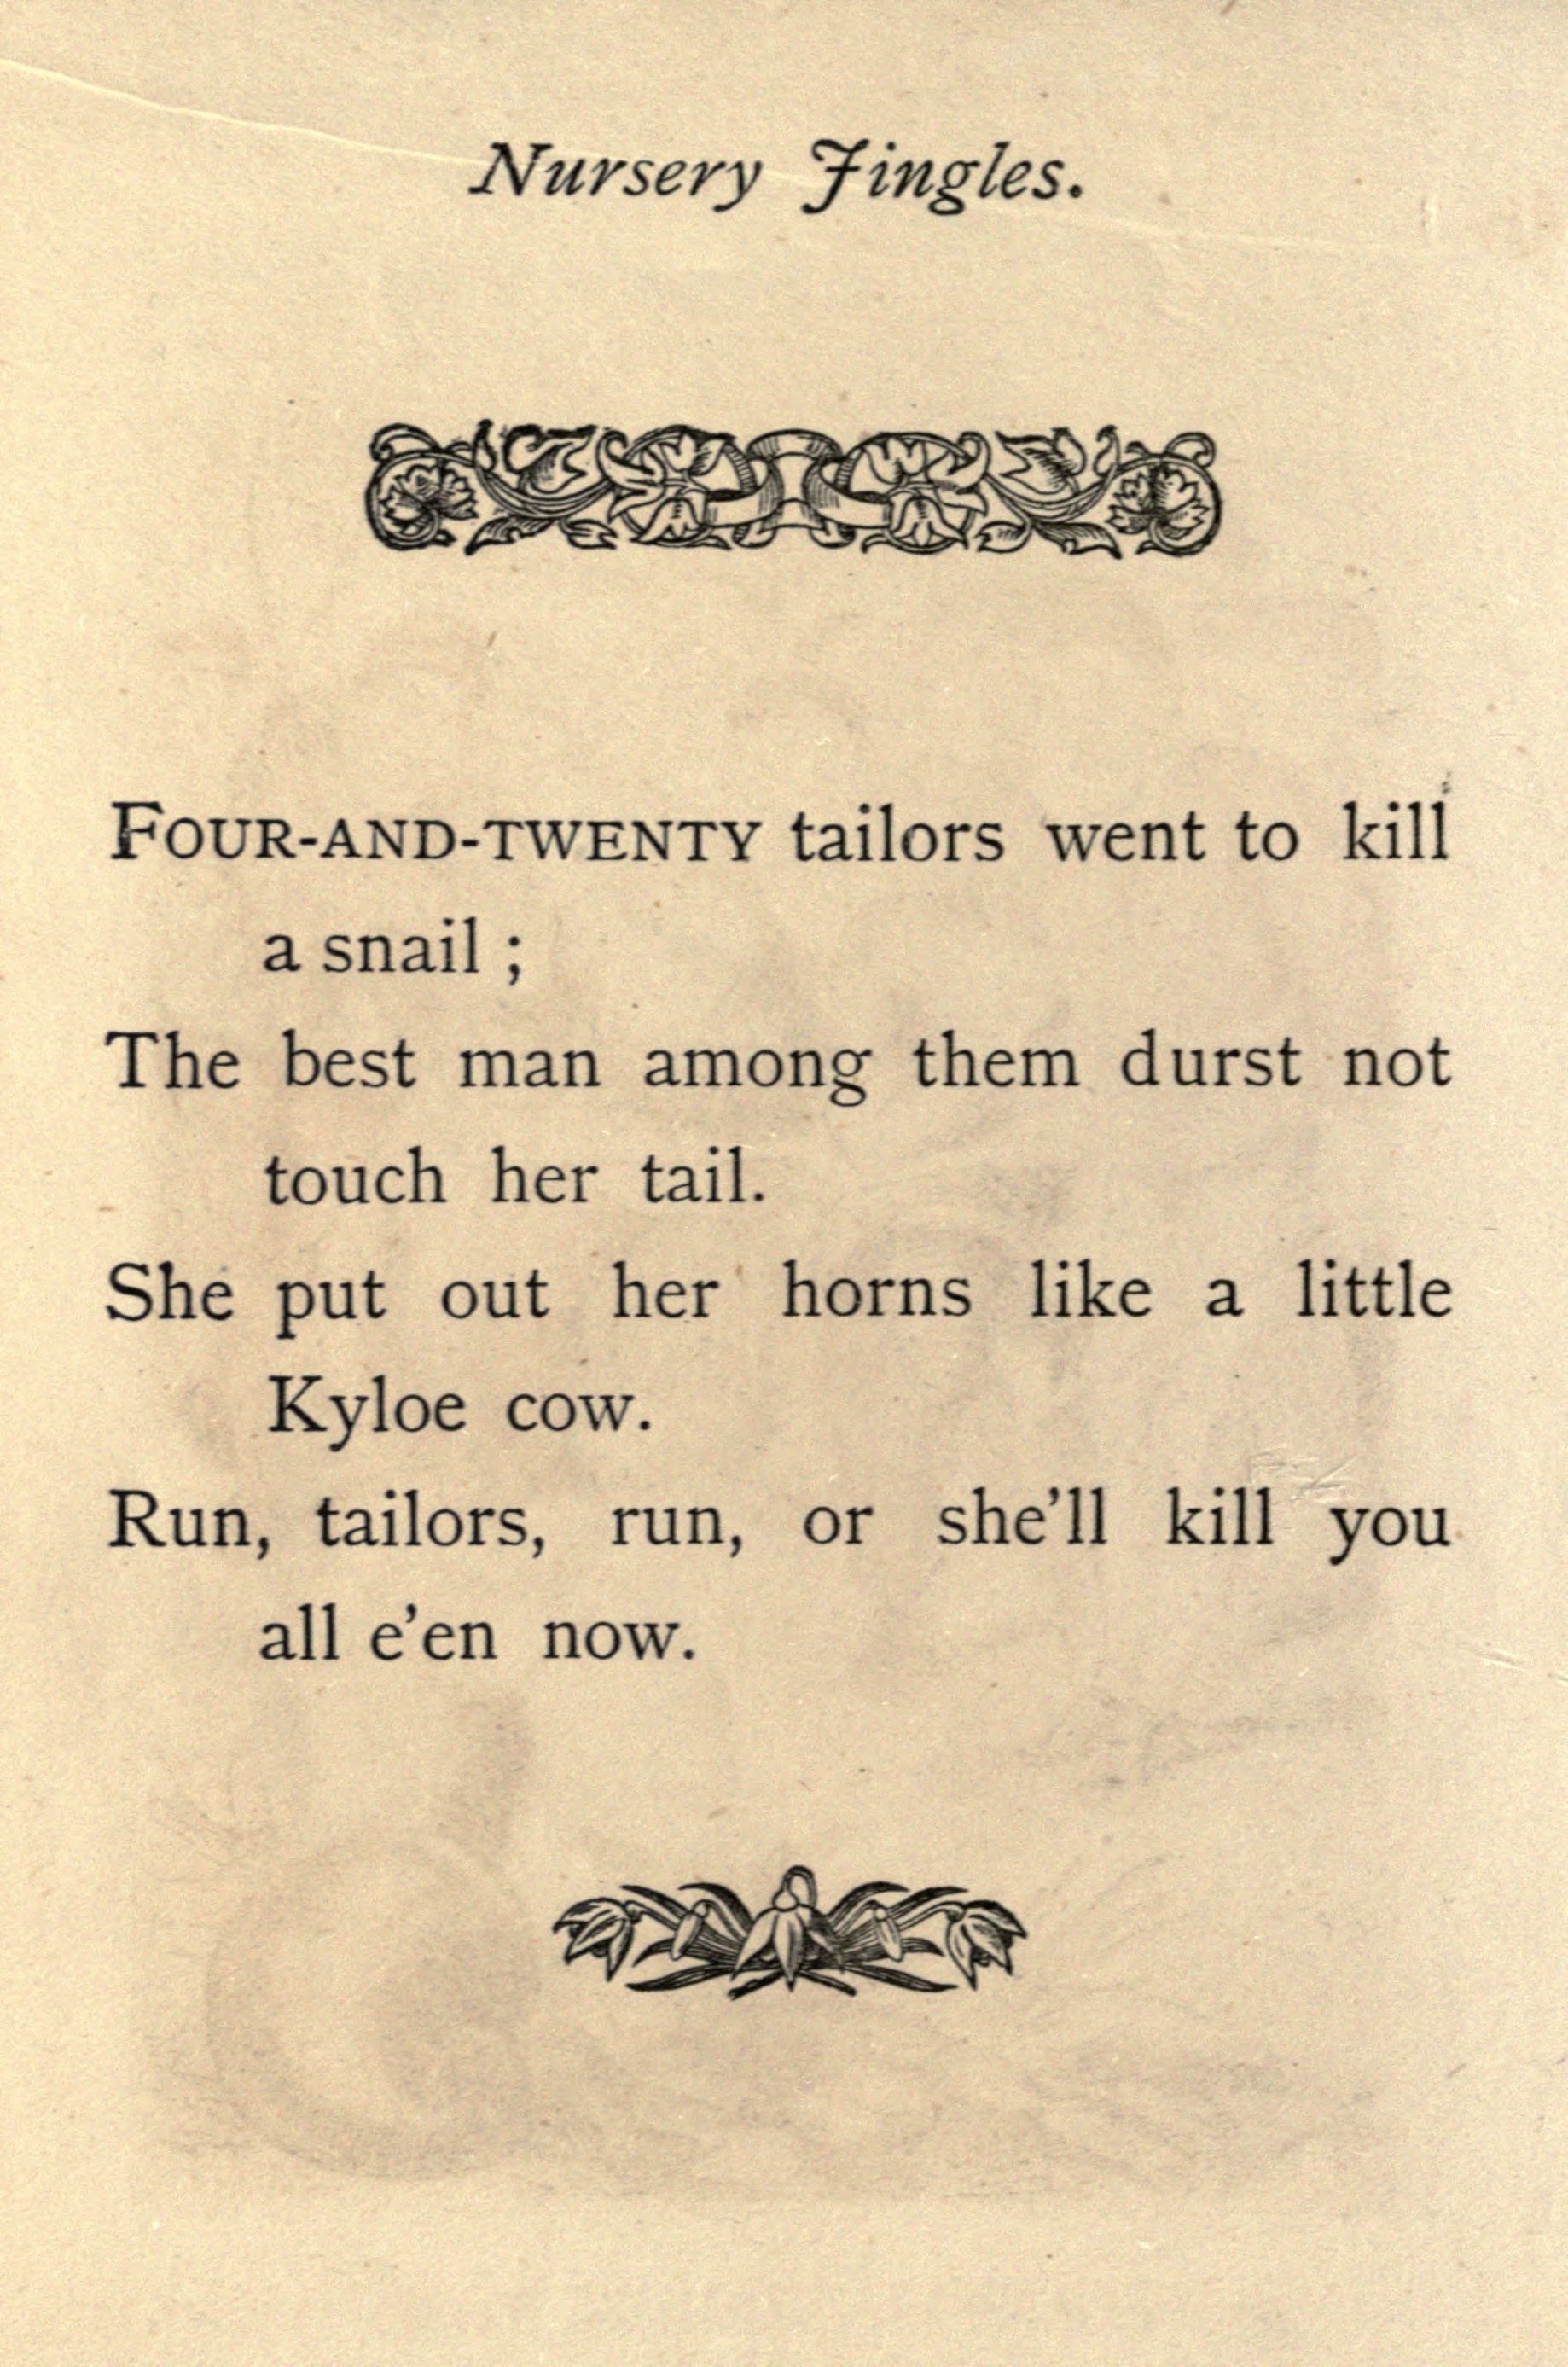 Nursery Jingles.
FOUR-AND-TWENTY tailors went to kill
a snail ;
The best man among them durst not
touch her tail.
She put out her horns like a little
Kyloe cow.
Run, tailors, run, or she'll kill you
all e'en now.